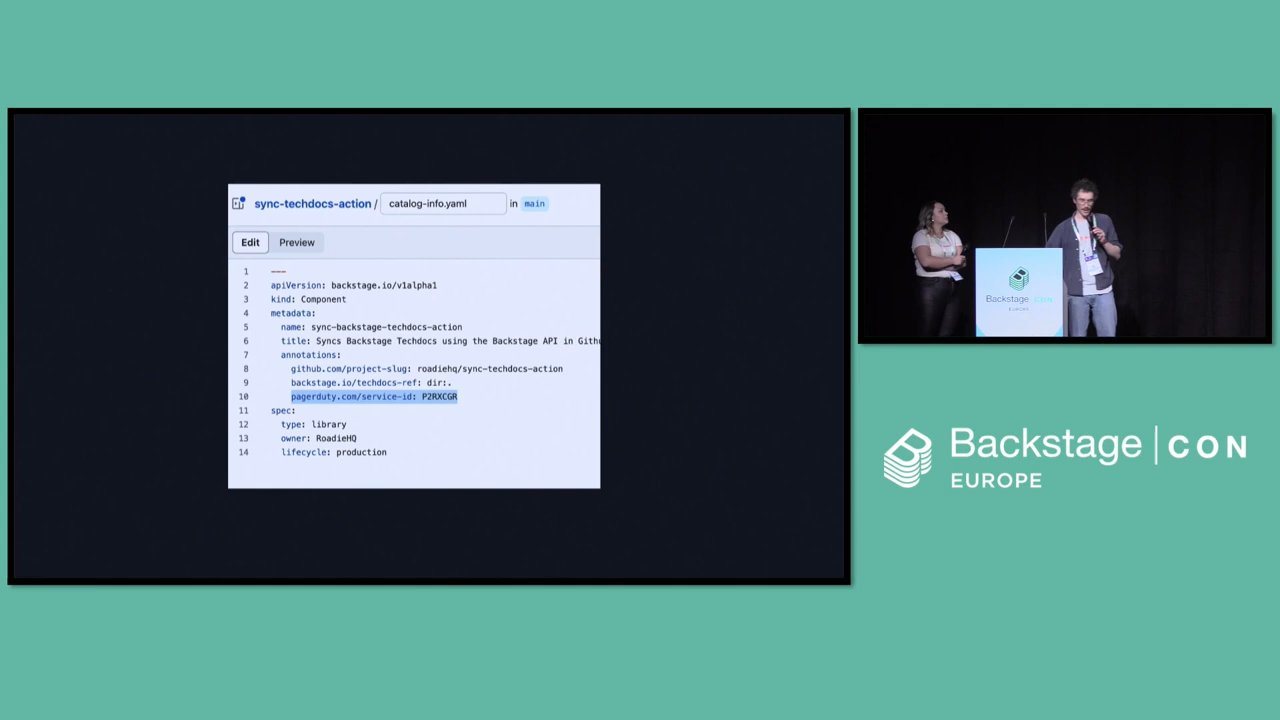 sync-techdocs-action / catalog-info.yaml in main
Edit Preview
1 ---
2 apiVersion: backstage.io/v1alpha1
3 kind: Component
4 metadata:
5 name: sync-backstage-techdocs-action
6 title: Syncs Backstage Techdocs using the Backstage API in Githu
7 annotations:
8 github.com/project-slug: roadiehq/sync-techdocs-action
9 backstage.io/techdocs-ref: dir:.
10 pagerduty.com/service-id: P2RXCGR
11 spec:
12 type: library
13 owner: RoadieHQ
14 lifecycle: production
Backstage CON
EUROPE
Backstage | CON
EUROPE